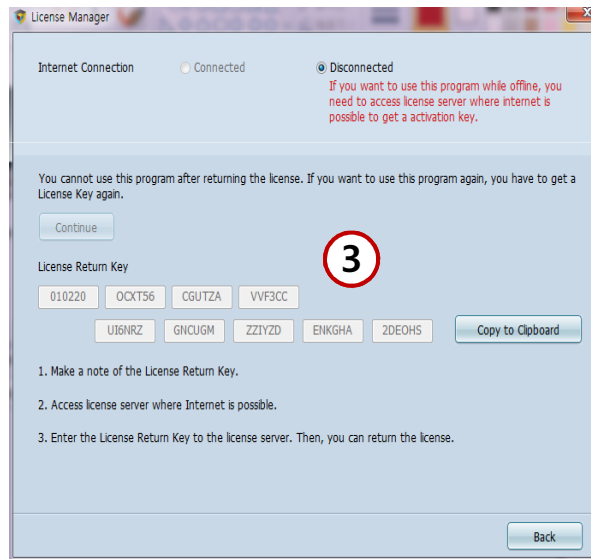 License Manager
Internet Connection Connected Disconnected
If you want to use this program while offline, you
need to access license server where internet is
possible to get a activation key.
You cannot use this program after returning the license. If you want to use this program again, you have to get a
License Key again.
Continue
3
License Return Key
010220 OCXT56 CGUTZA VVF3CC
UI6NRZ GNCUGM ZZIYZD ENKGHA 2DEOHS Copy to Clipboard
1. Make a note of the License Return Key.
2. Access license server where Internet is possible.
3. Enter the License Return Key to the license server. Then, you can return the license.
Back